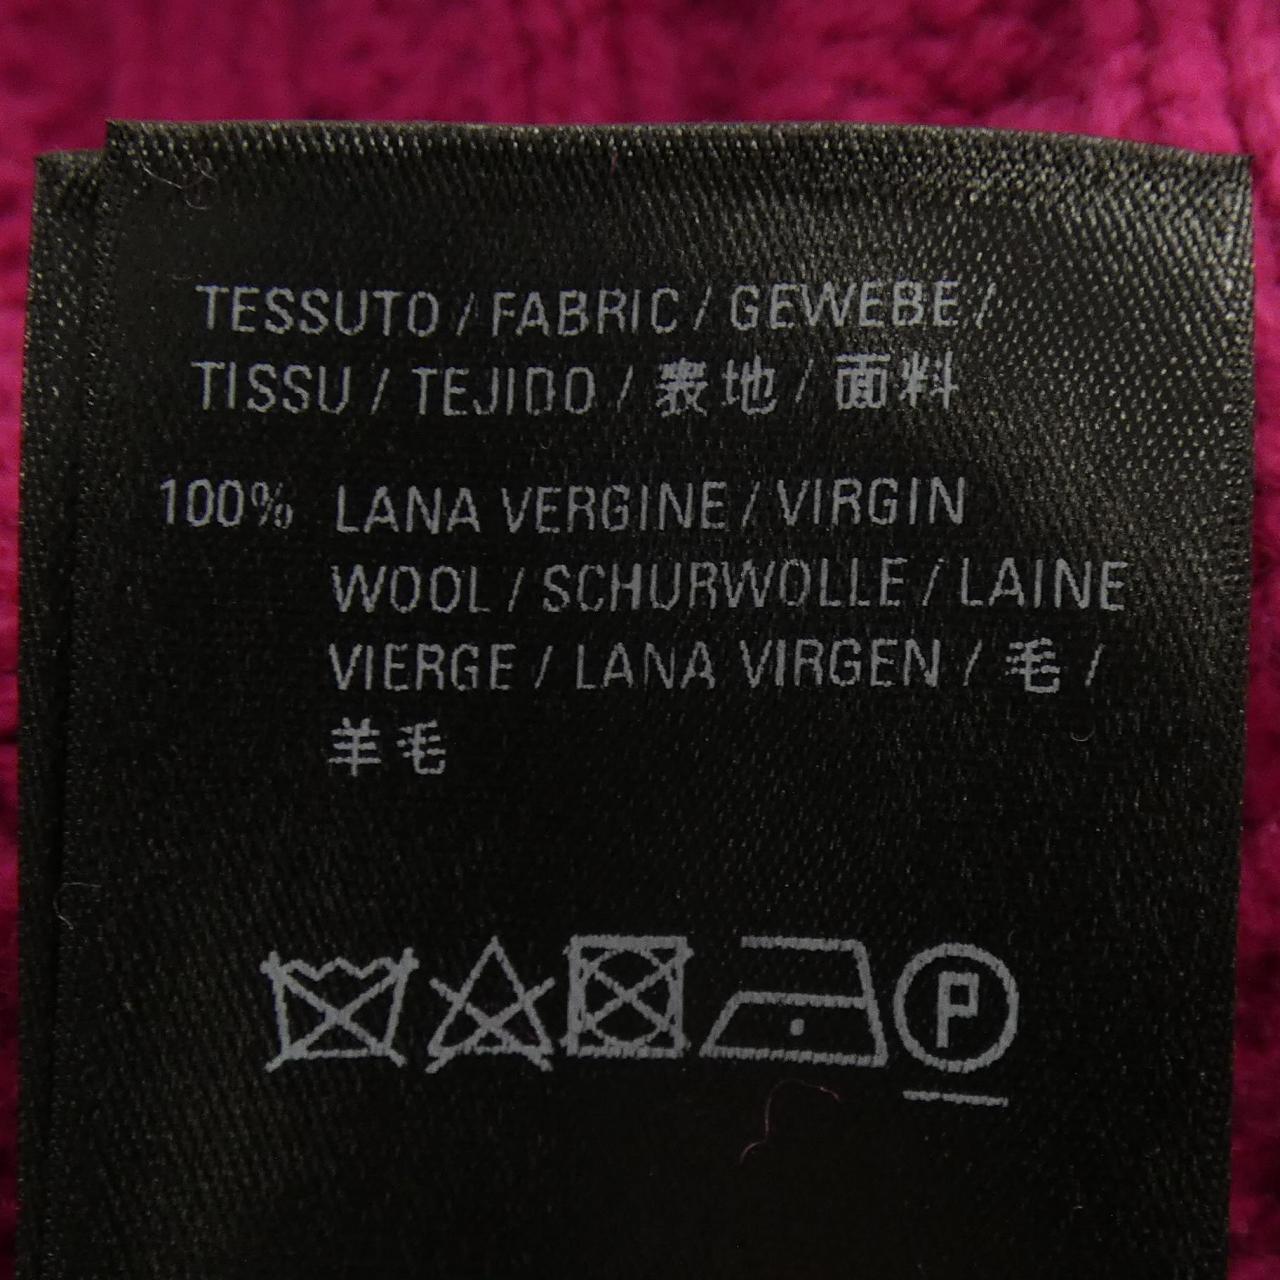 TESSUTO / FABRIC / GEWEBE /
TISSU / TEJIDO / 表地 / 面料
100% LANA VERGINE / VIRGIN
WOOL / SCHURWOLLE / LAINE
VIERGE / LANA VIRGEN / 毛 /
羊毛
P